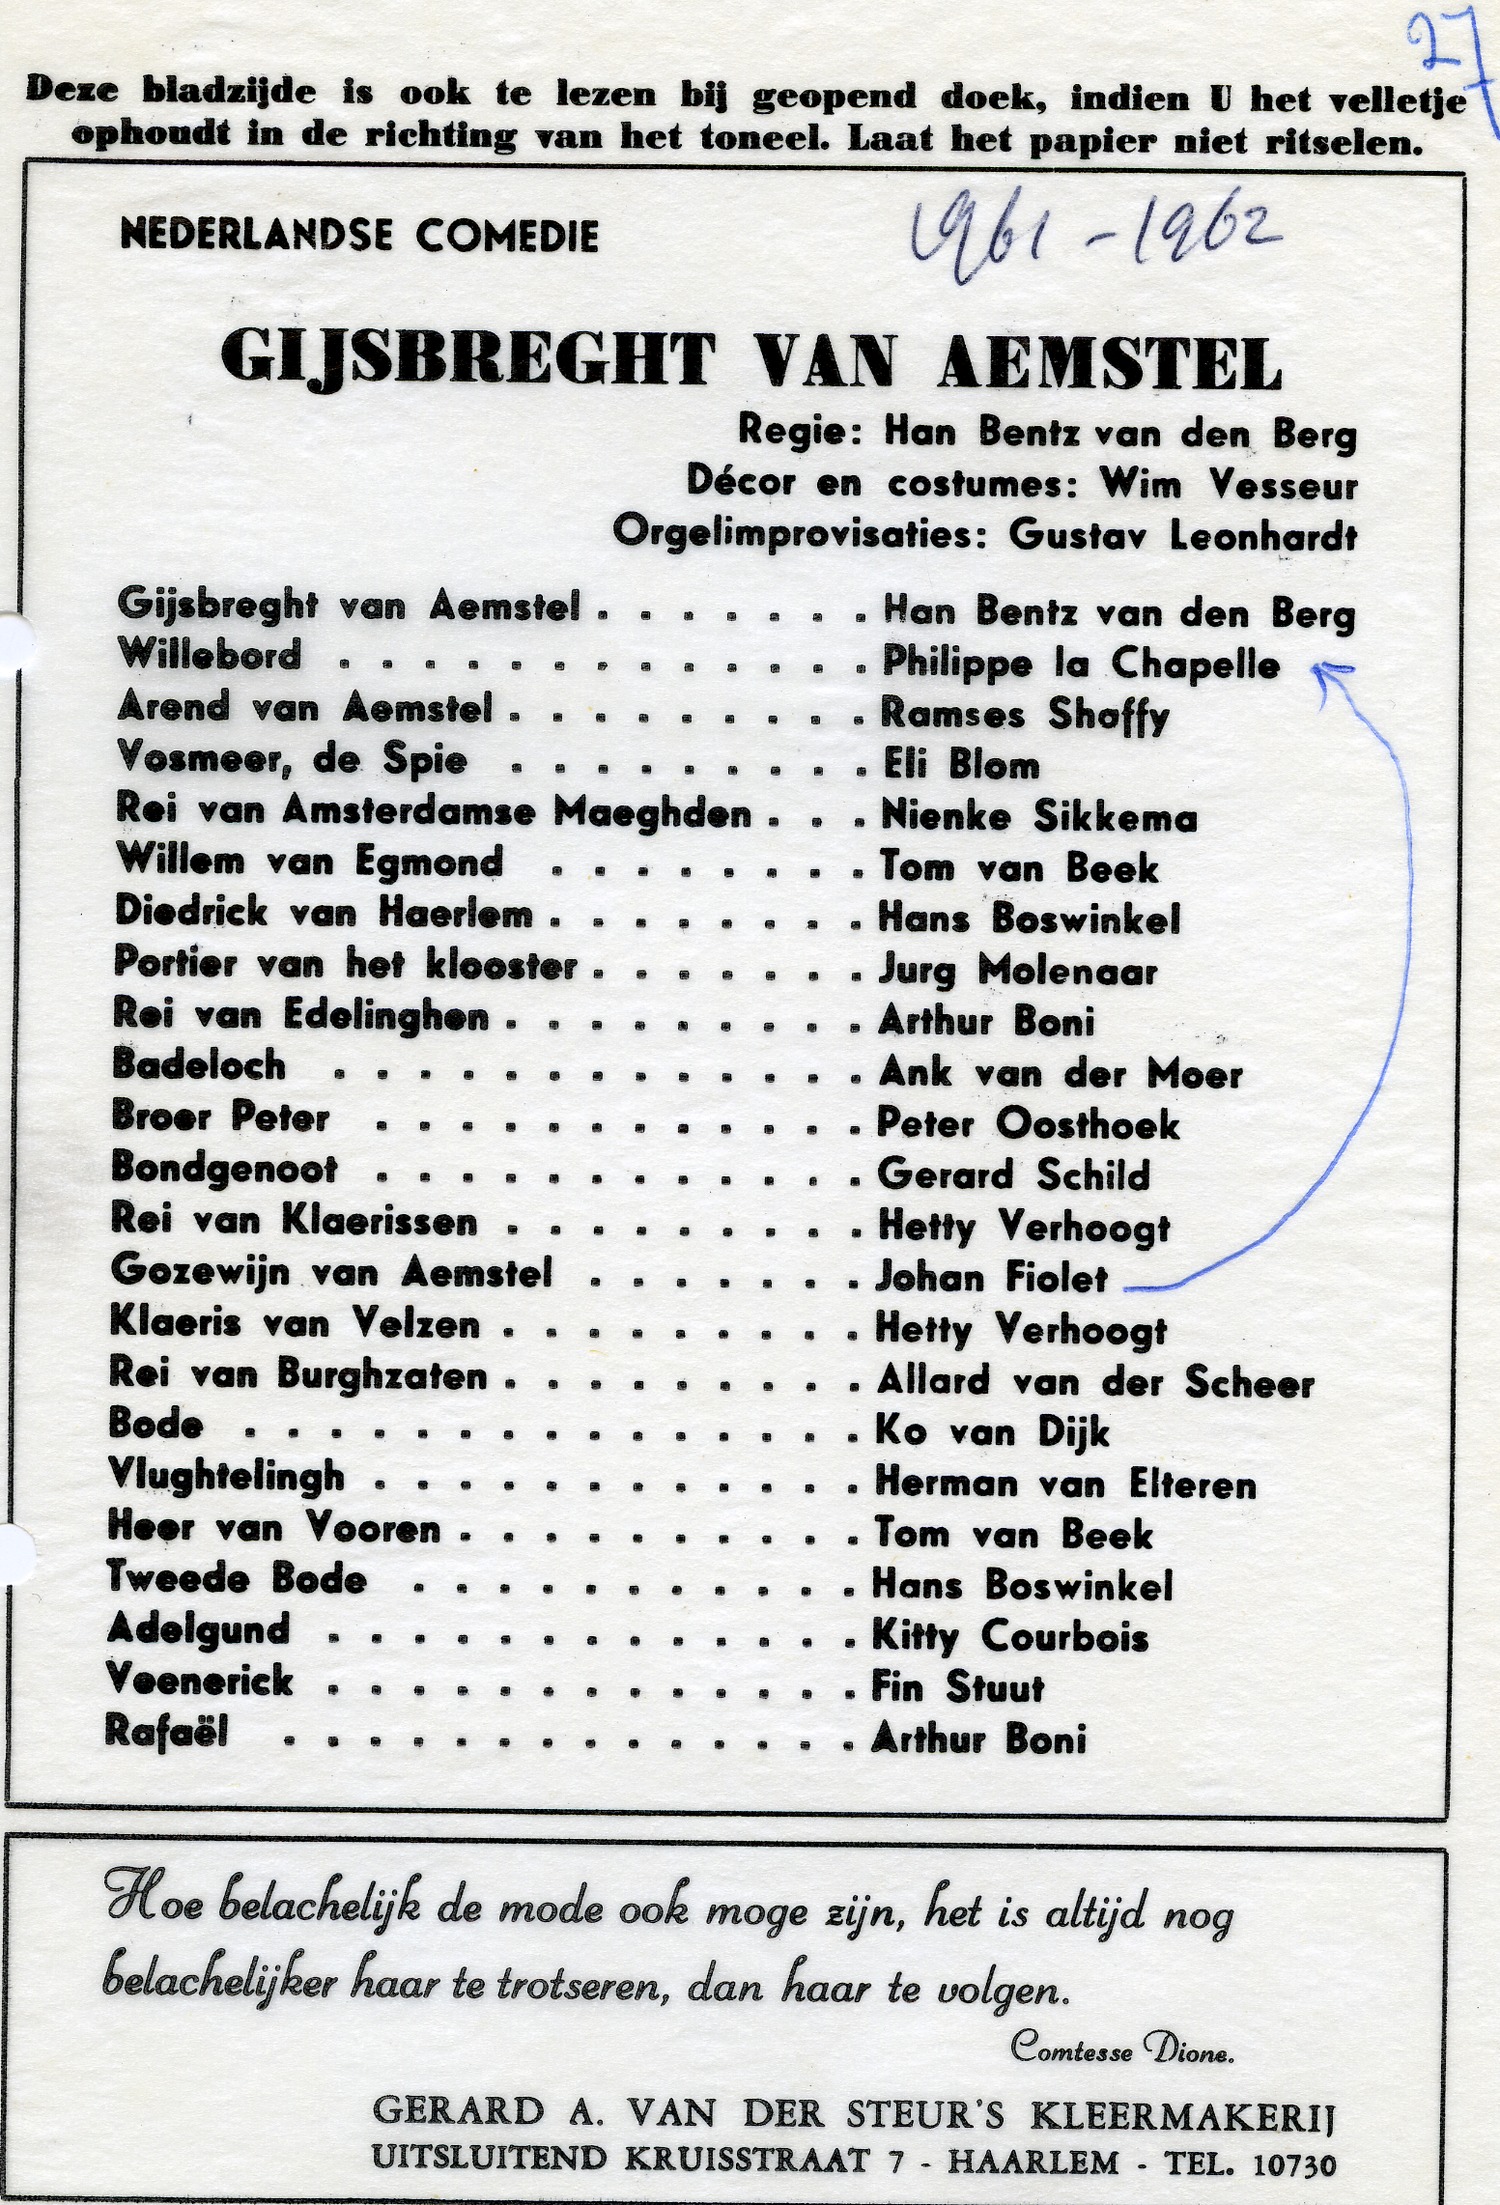 27
Deze bladzijde is ook te lezen bij geopend doek, indien U het velletje
ophoudt in de richting van het toneel. Laat het papier niet ritselen.
NEDERLANDSE COMEDIE
1961 - 1962
GIJSBREGHT VAN AEMSTEL
Regie: Han Bentz van den Berg
Décor en costumes: Wim Vesseur
Orgelimprovisaties: Gustav Leonhardt
Gijsbreght van Aemstel . . . . . . . Han Bentz van den Berg
Willebord . . . . . . . . . . . . . Philippe la Chapelle
Arend van Aemstel . . . . . . . . . Ramses Shaffy
Vosmeer, de Spie . . . . . . . . . Eli Blom
Rei van Amsterdamse Maeghden . . . Nienke Sikkema
Willem van Egmond . . . . . . . . Tom van Beek
Diedrick van Haerlem . . . . . . . . Hans Boswinkel
Portier van het klooster . . . . . . . Jurg Molenaar
Rei van Edelinghen . . . . . . . . . Arthur Boni
Badeloch . . . . . . . . . . . . . Ank van der Moer
Broer Peter . . . . . . . . . . . . Peter Oosthoek
Bondgenoot . . . . . . . . . . . . Gerard Schild
Rei van Klaerissen . . . . . . . . . Hetty Verhoogt
Gozewijn van Aemstel . . . . . . . Johan Fiolet
Klaeris van Velzen . . . . . . . . . Hetty Verhoogt
Rei van Burghzaten . . . . . . . . . Allard van der Scheer
Bode . . . . . . . . . . . . . . . Ko van Dijk
Vlughtelingh . . . . . . . . . . . . Herman van Elteren
Heer van Vooren . . . . . . . . . . Tom van Beek
Tweede Bode . . . . . . . . . . . Hans Boswinkel
Adelgund . . . . . . . . . . . . . Kitty Courbois
Veenerick . . . . . . . . . . . . . Fin Stuut
Rafaël . . . . . . . . . . . . . . Arthur Boni
Hoe belachelijk de mode ook moge zijn, het is altijd nog
belachelijker haar te trotseren, dan haar te volgen.
Comtesse Dione.
GERARD A. VAN DER STEUR'S KLEERMAKERIJ
UITSLUITEND KRUISSTRAAT 7 - HAARLEM - TEL. 10730